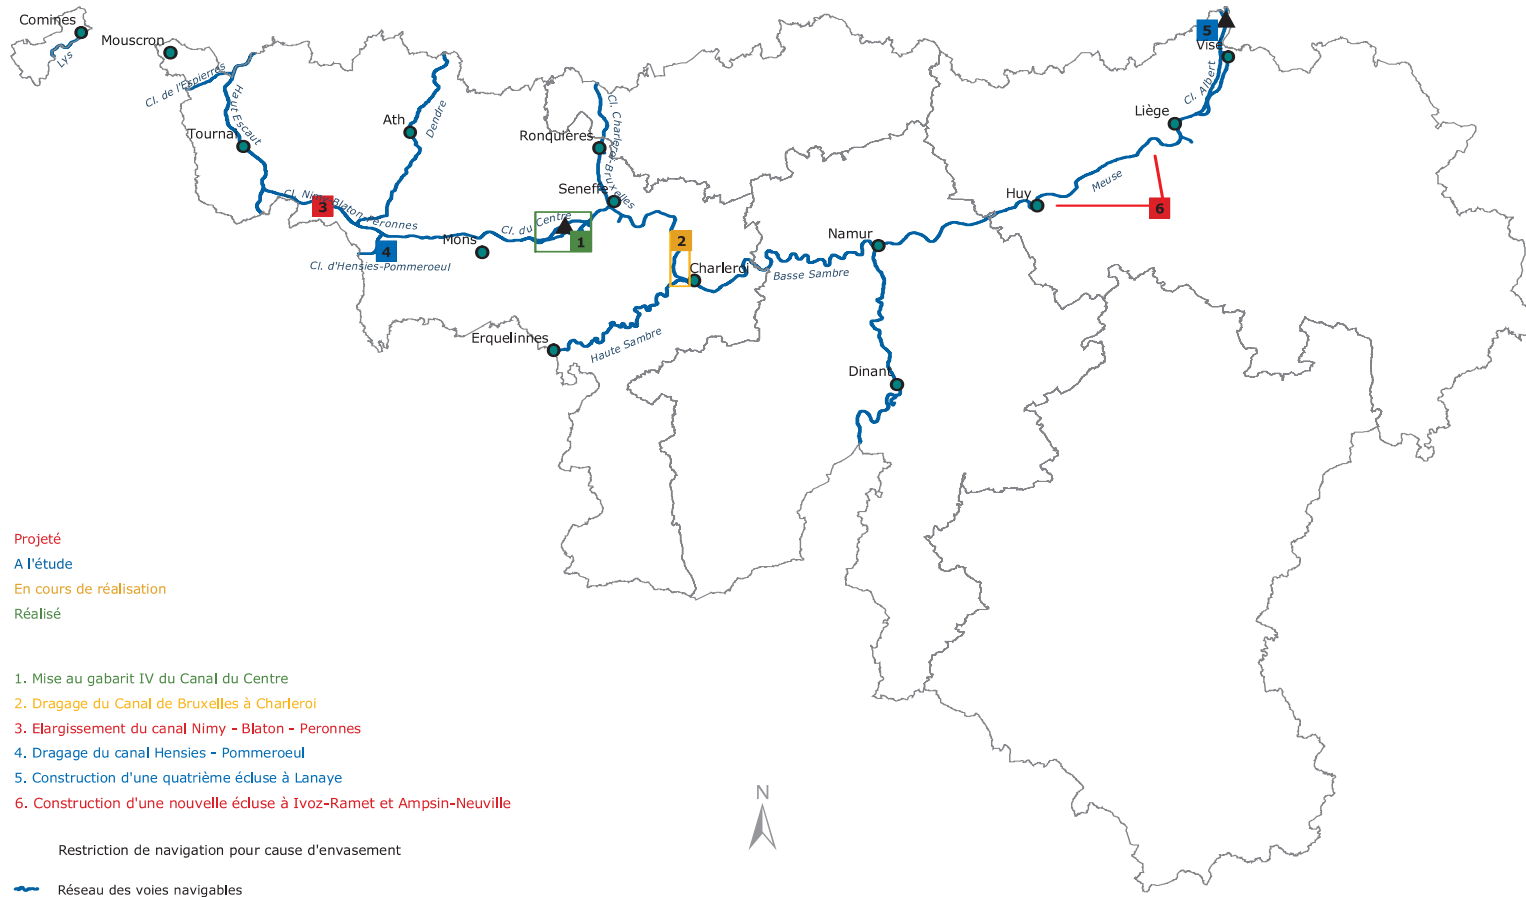 Comines
Mouscron
Lys
Cl. de l'Espierres
Haut Escaut
Tournai
Ath
Dendre
Ronquières
Cl. Charleroi-Bruxelles
Seneffe
Cl. Nimy-Blaton-Péronnes
3
4
Cl. d'Hensies-Pommeroeul
Mons
Cl. du Centre
1
2
Charleroi
Erquelinnes
Haute Sambre
Basse Sambre
Namur
Dinant
Huy
Meuse
6
Liège
Cl. Albert
5
Visé
Projeté
A l'étude
En cours de réalisation
Réalisé
1. Mise au gabarit IV du Canal du Centre
2. Dragage du Canal de Bruxelles à Charleroi
3. Elargissement du canal Nimy - Blaton - Peronnes
4. Dragage du canal Hensies - Pommeroeul
5. Construction d'une quatrième écluse à Lanaye
6. Construction d'une nouvelle écluse à Ivoz-Ramet et Ampsin-Neuville
Restriction de navigation pour cause d'envasement
Réseau des voies navigables
N